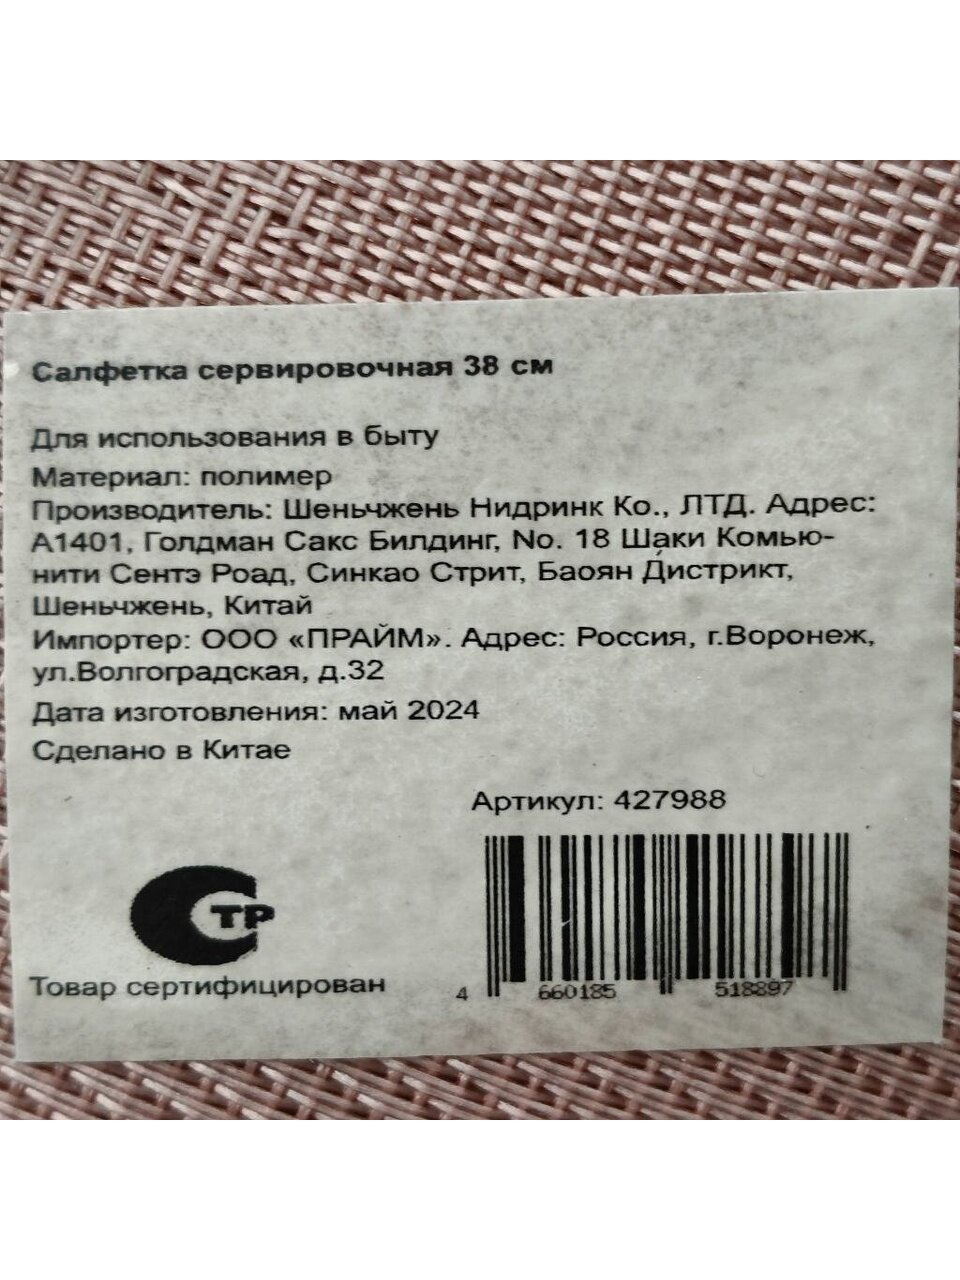 Салфетка сервировочная 38 см
Для использования в быту
Материал: полимер
Производитель: Шеньчжень Нидринк Ко., ЛТД. Адрес:
А1401, Голдман Сакс Билдинг, No. 18 Шаки Комью-
нити Сентэ Роад, Синкао Стрит, Баоян Дистрикт,
Шеньчжень, Китай
Импортер: ООО «ПРАЙМ». Адрес: Россия, г.Воронеж,
ул.Волгоградская, д.32
Дата изготовления: май 2024
Сделано в Китае
Артикул: 427988
ТР
Товар сертифицирован
4 660185 518897